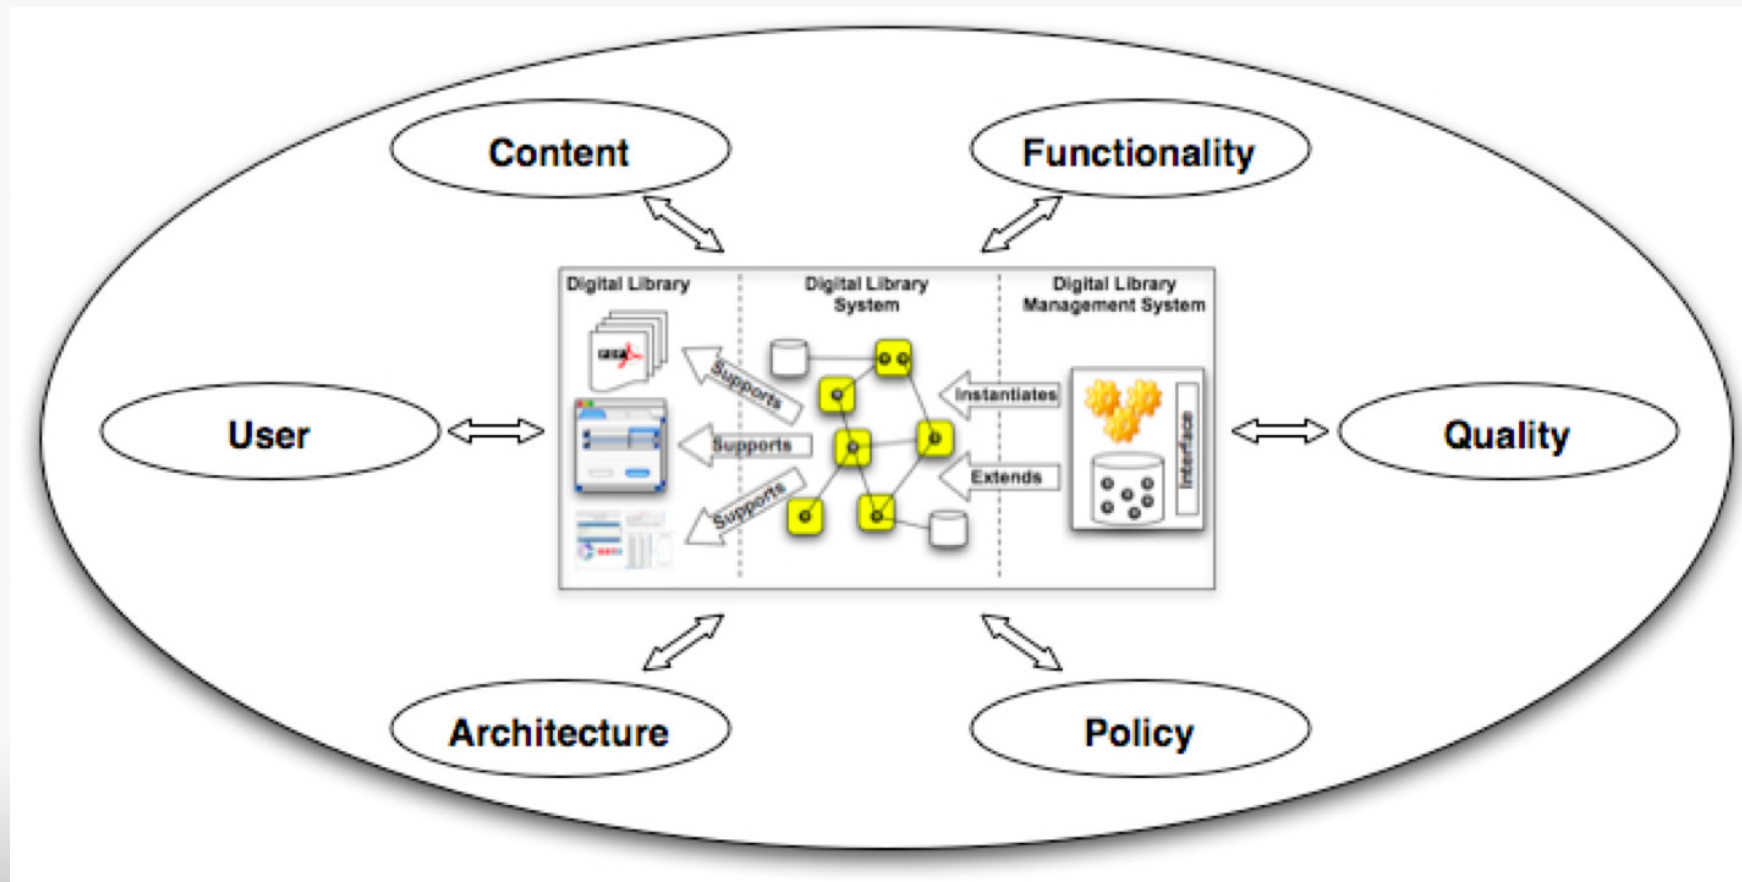 Content
Functionality
Digital Library
Digital Library
System
Digital Library
Management System
Supports
Instantiates
User
Supports
Interface
Quality
Extends
Supports
Architecture
Policy